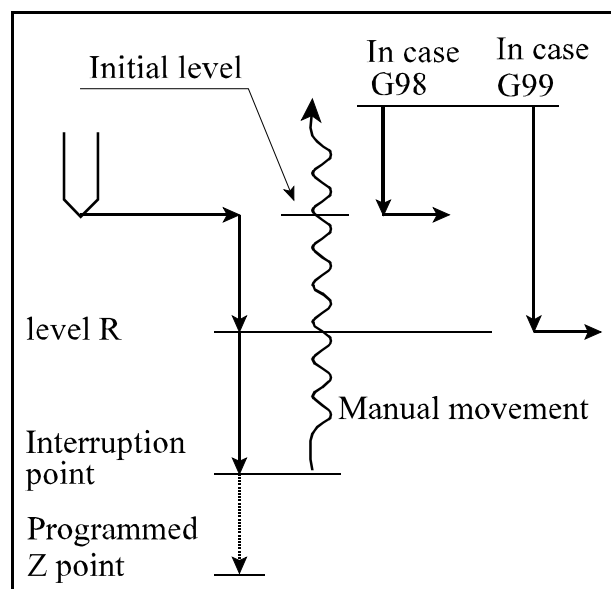 Initial level
In case
G98
In case
G99
level R
Manual movement
Interruption
point
Programmed
Z point